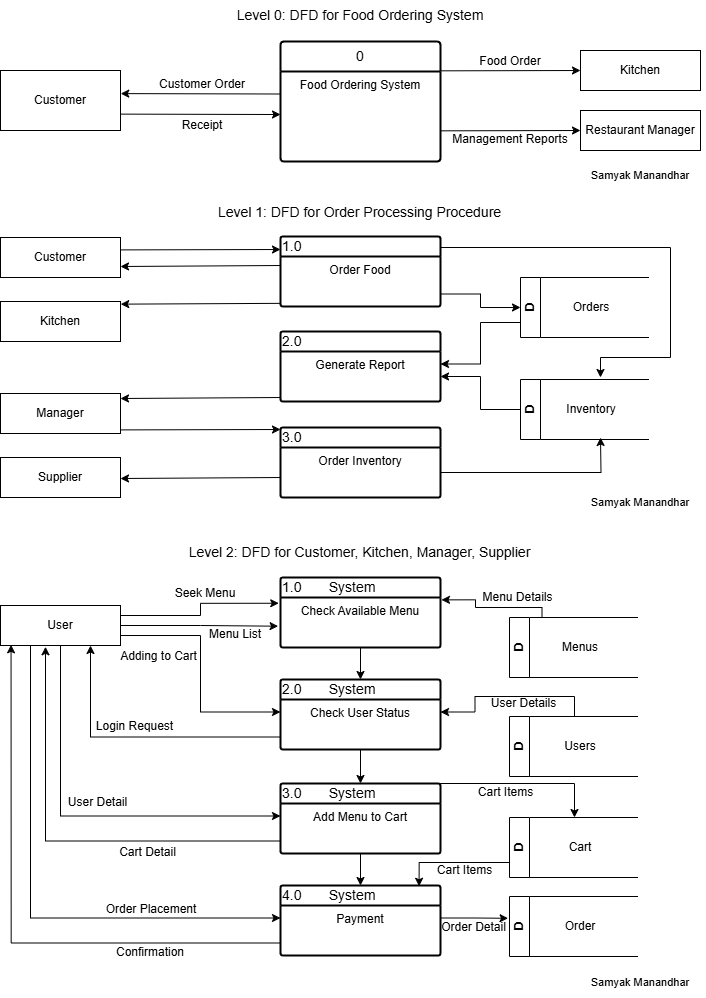 Level 0: DFD for Food Ordering System
0
Customer
Customer Order
Food Ordering System
Food Order
Kitchen
Receipt
Management Reports
Restaurant Manager
Samyak Manandhar
Level 1: DFD for Order Processing Procedure
Customer
1.0
Order Food
Kitchen
D
Orders
2.0
Generate Report
Manager
D
Inventory
3.0
Order Inventory
Supplier
Samyak Manandhar
Level 2: DFD for Customer, Kitchen, Manager, Supplier
Seek Menu
1.0 System
Check Available Menu
Menu Details
User
Menu List
D
Menus
Adding to Cart
2.0 System
Check User Status
User Details
Login Request
D
Users
3.0 System
Add Menu to Cart
Cart Items
User Detail
Cart Detail
D
Cart
Cart Items
4.0 System
Payment
Order Placement
Order Detail
D
Order
Confirmation
Samyak Manandhar